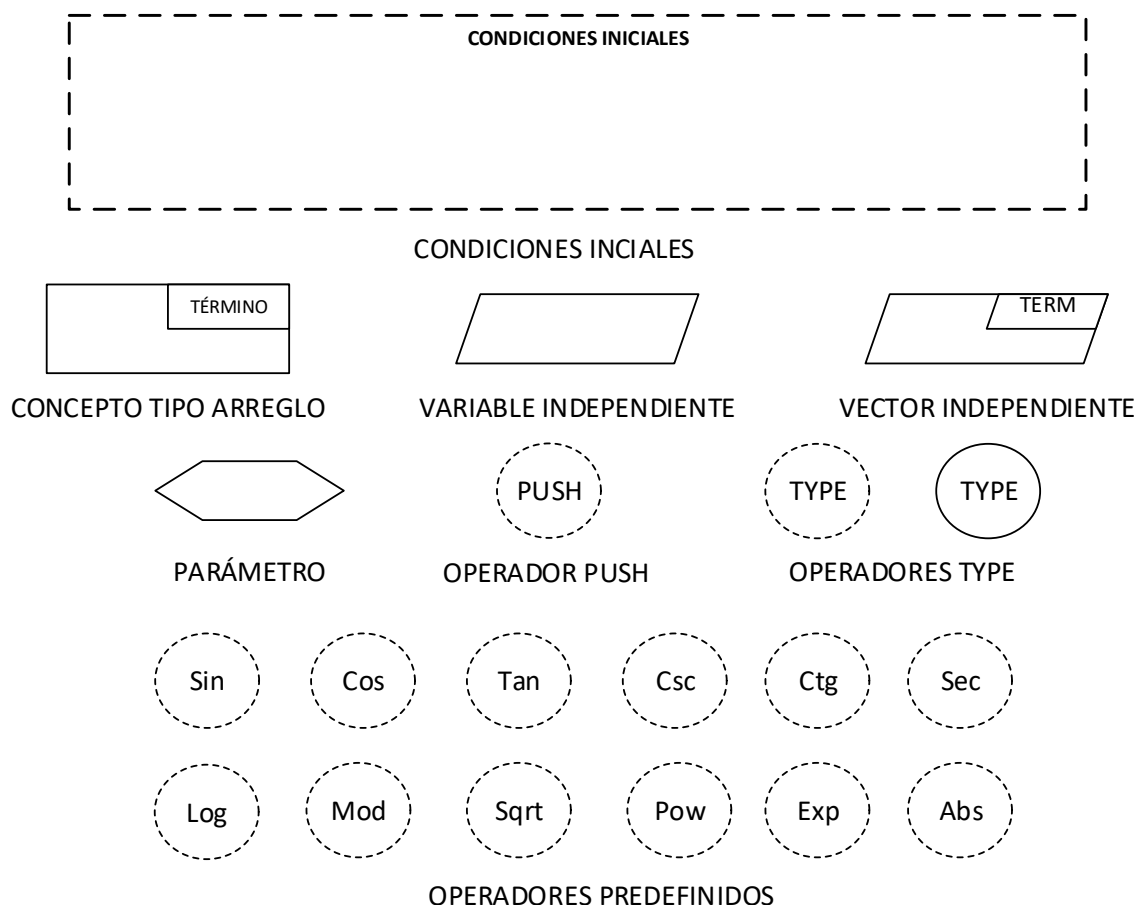 CONDICIONES INICIALES
CONDICIONES INCIALES
TÉRMINO
TERM
CONCEPTO TIPO ARREGLO
VARIABLE INDEPENDIENTE
VECTOR INDEPENDIENTE
PUSH
TYPE
TYPE
PARÁMETRO
OPERADOR PUSH
OPERADORES TYPE
Sin
Cos
Tan
Csc
Ctg
Sec
Log
Mod
Sqrt
Pow
Exp
Abs
OPERADORES PREDEFINIDOS